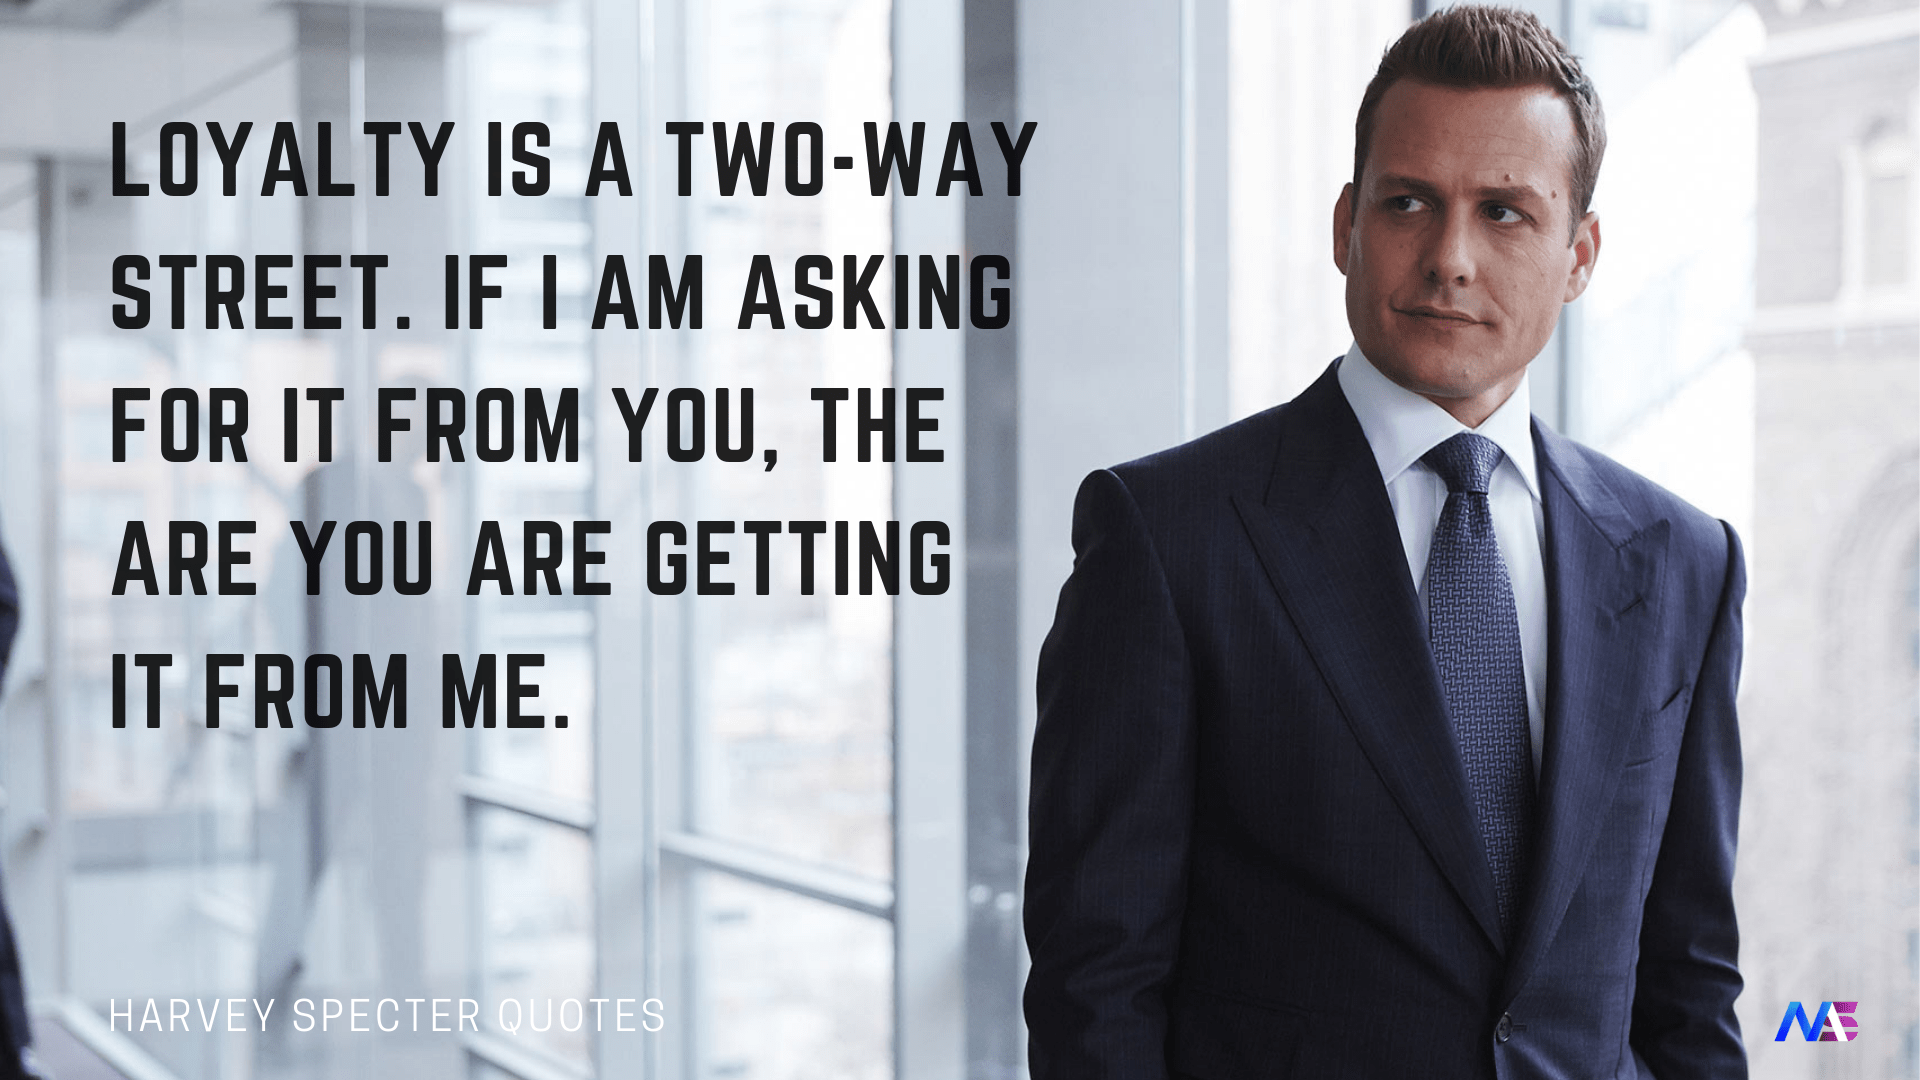 LOYALTY IS A TWO-WAY
STREET. IF I AM ASKING
FOR IT FROM YOU, THE
ARE YOU ARE GETTING
IT FROM ME.
HARVEY SPECTER QUOTES